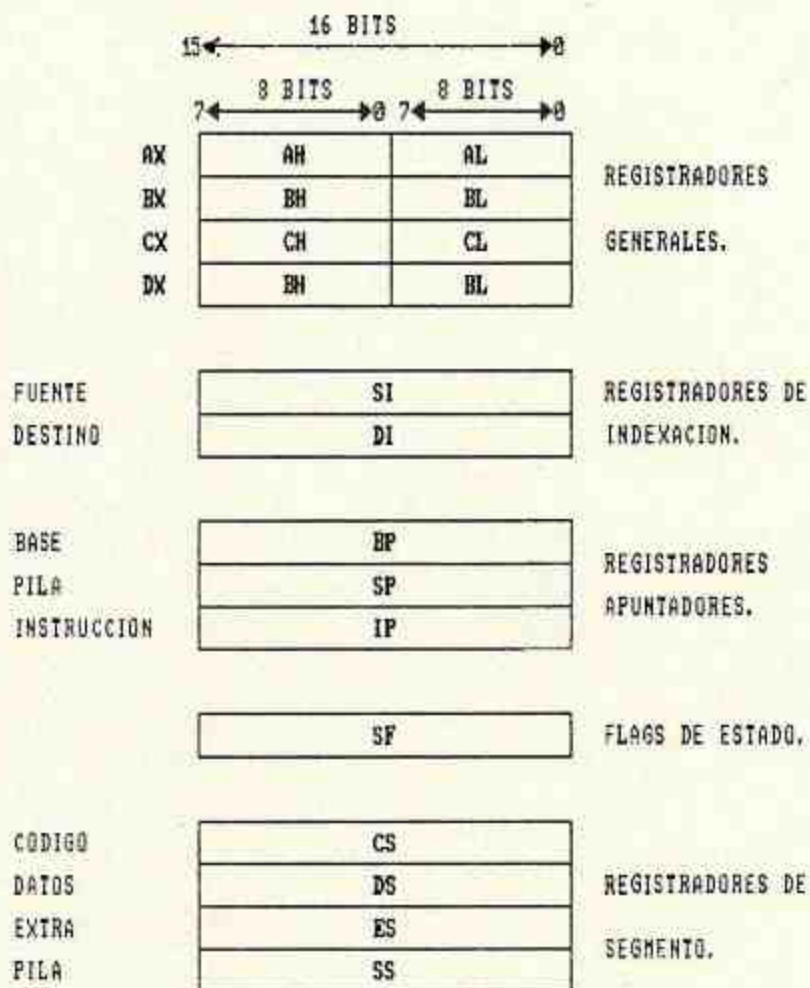 16 BITS
15 0
8 BITS 8 BITS
7 0 7 0
AX AH AL
REGISTRADORES
BX BH BL
CX CH CL GENERALES.
DX BH BL
FUENTE SI REGISTRADORES DE
DESTINO DI INDEXACION.
BASE BP
REGISTRADORES
PILA SP
APUNTADORES.
INSTRUCCION IP
SF FLAGS DE ESTADO.
CODIGO CS
DATOS DS REGISTRADORES DE
EXTRA ES
SEGMENTO.
PILA SS